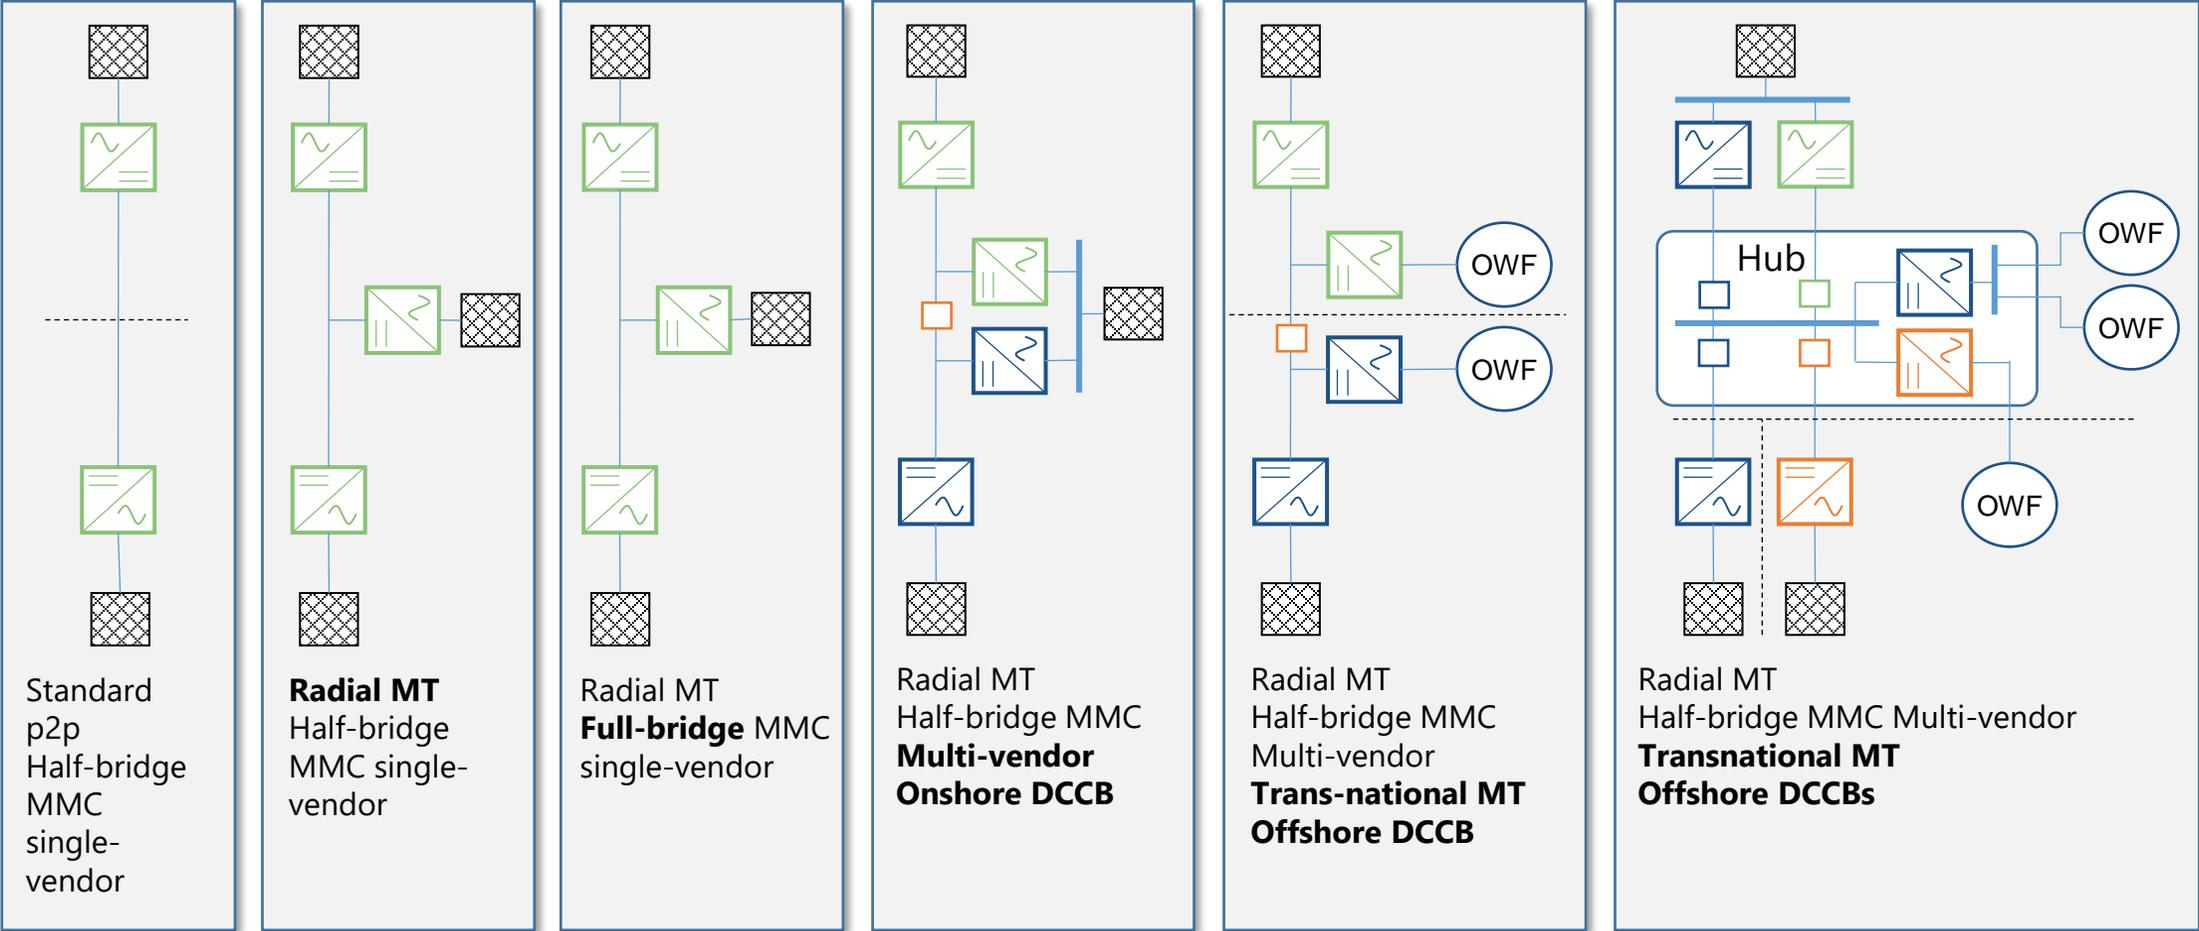 Standard
p2p
Half-bridge
MMC
single-
vendor
Radial MT
Half-bridge
MMC single-
vendor
Radial MT
Full-bridge MMC
single-vendor
Radial MT
Half-bridge MMC
Multi-vendor
Onshore DCCB
OWF
OWF
Radial MT
Half-bridge MMC
Multi-vendor
Trans-national MT
Offshore DCCB
Hub
OWF
OWF
OWF
Radial MT
Half-bridge MMC Multi-vendor
Transnational MT
Offshore DCCBs